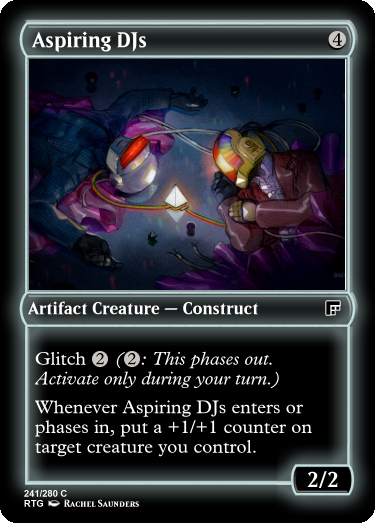 Aspiring DJs 4
Artifact Creature — Construct
Glitch 2 (2: This phases out.
Activate only during your turn.)
Whenever Aspiring DJs enters or
phases in, put a +1/+1 counter on
target creature you control.
2/2
241/280 C
RTG Rachel Saunders